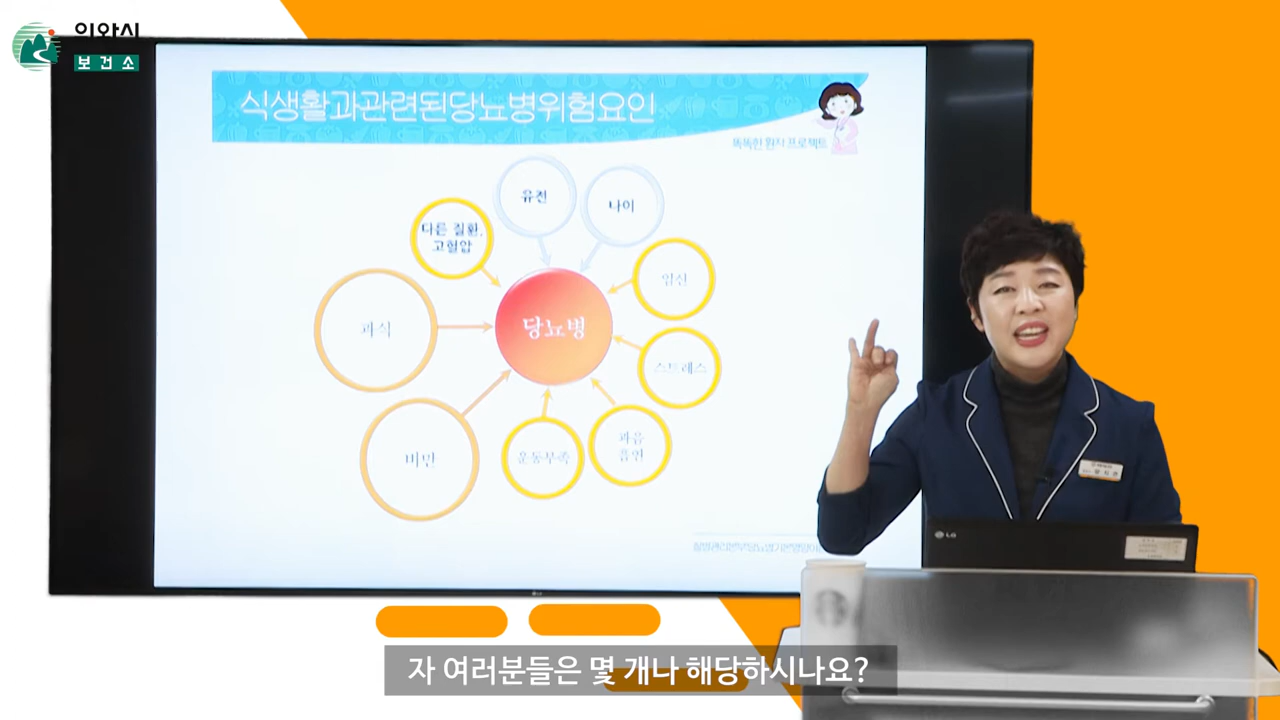 의왕시
보건소
식생활과관련된당뇨병위험요인
똑똑한 환자 프로젝트
유전
나이
다른 질환,
고혈압
임신
과식
당뇨병
스트레스
비만
운동부족
과음
흡연
LG
자 여러분들은 몇 개나 해당하시나요?